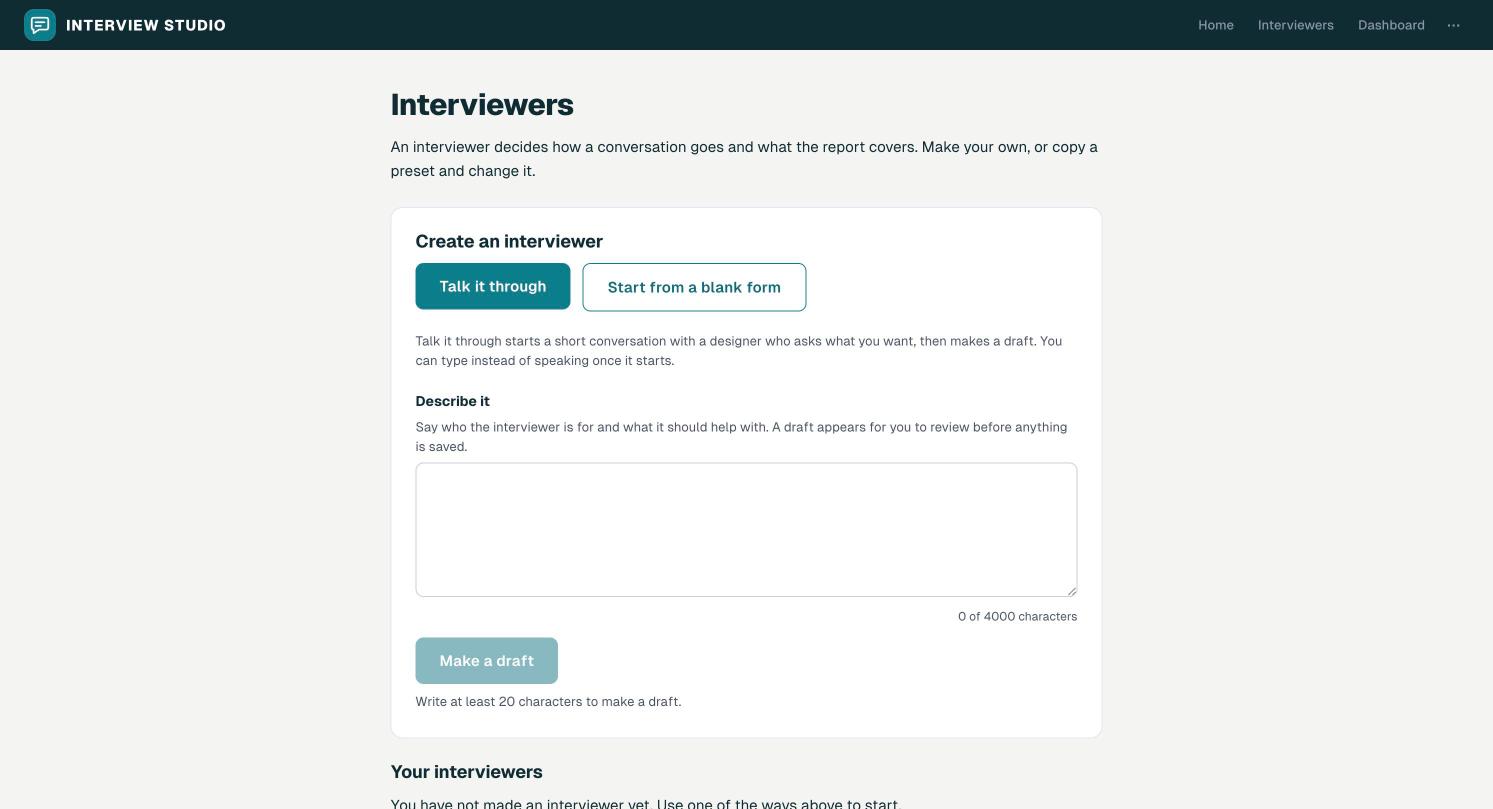 INTERVIEW STUDIO
Home
Interviewers
Dashboard
···
Interviewers
An interviewer decides how a conversation goes and what the report covers. Make your own, or copy a
preset and change it.
Create an interviewer
Talk it through
Start from a blank form
Talk it through starts a short conversation with a designer who asks what you want, then makes a draft. You
can type instead of speaking once it starts.
Describe it
Say who the interviewer is for and what it should help with. A draft appears for you to review before anything
is saved.
0 of 4000 characters
Make a draft
Write at least 20 characters to make a draft.
Your interviewers
You have not made an interviewer yet. Use one of the ways above to start.